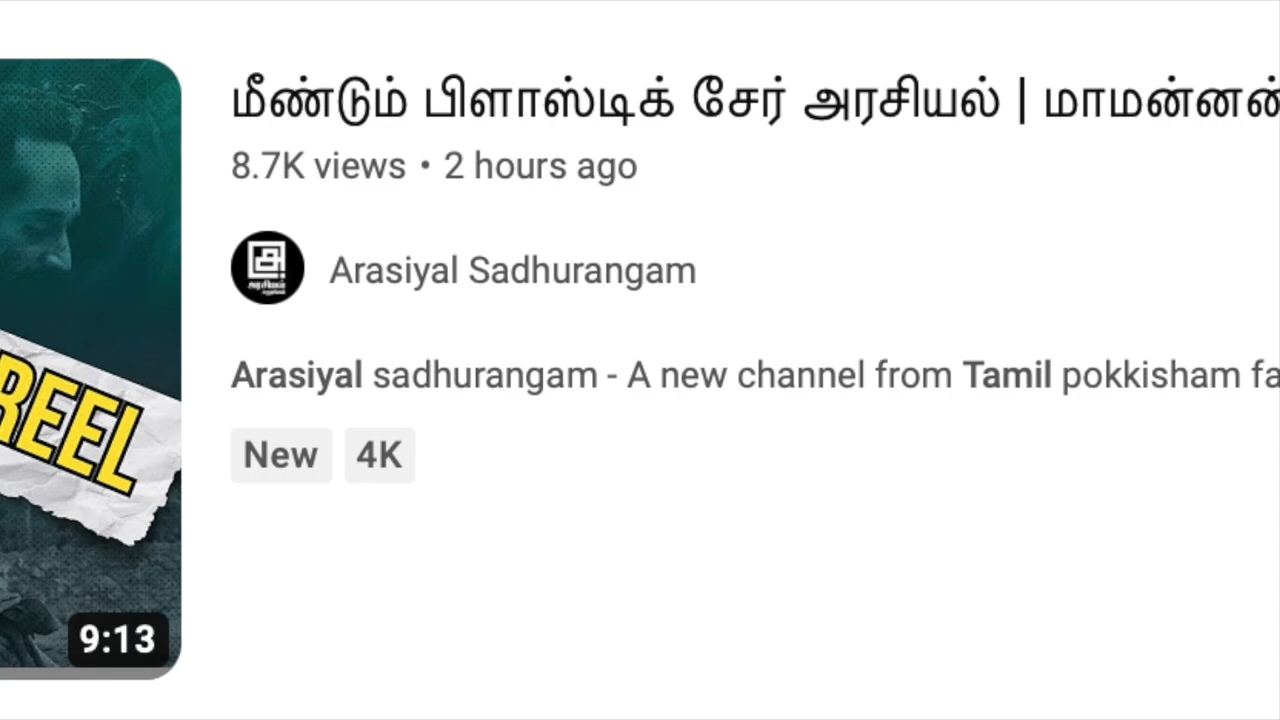 மீண்டும் பிளாஸ்டிக் சேர் அரசியல் | மாமன்னன்
8.7K views • 2 hours ago
Arasiyal Sadhurangam
Arasiyal sadhurangam - A new channel from Tamil pokkisham fa
New 4K
REEL
9:13